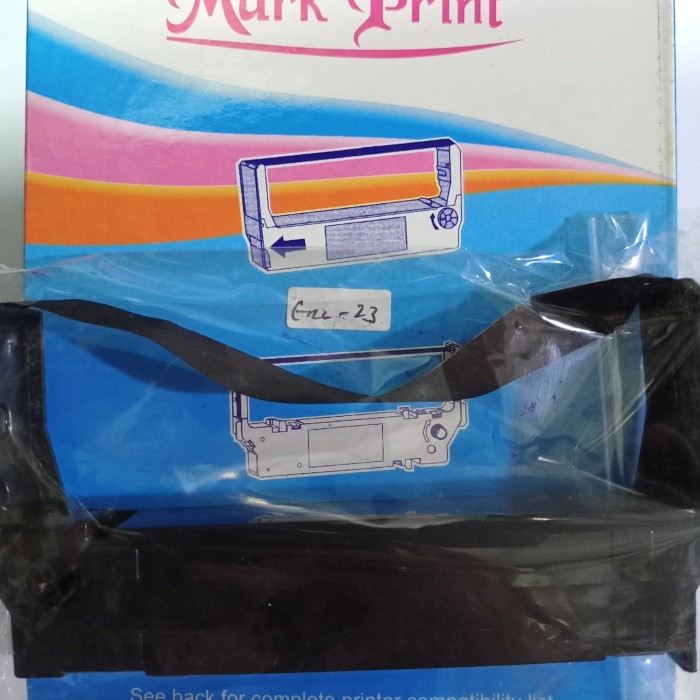 Mark Print
Erc-23
See back for complete printer compatibility list